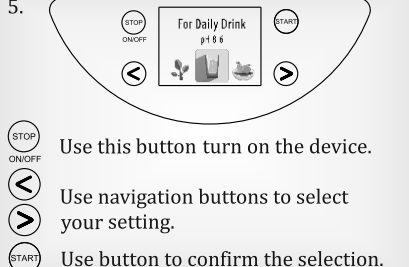 5.
STOP
For Daily Drink
START
ON/OFF
pH 8.6
<
>
STOP
ON/OFF
Use this button turn on the device.
<
Use navigation buttons to select
>
your setting.
START
Use button to confirm the selection.